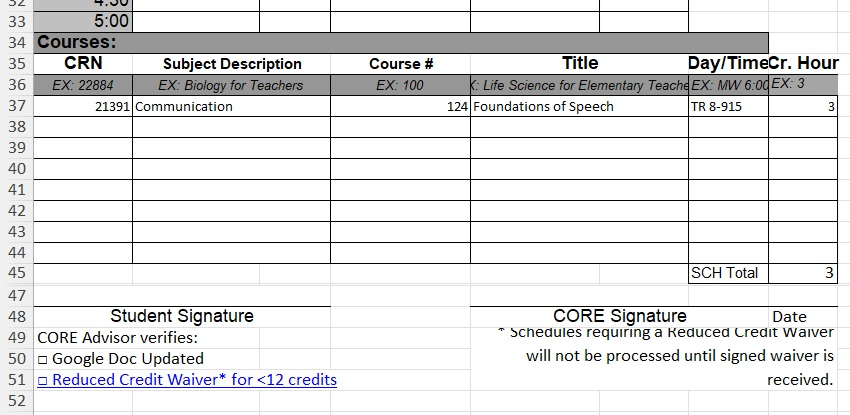 32 4:30
33 5:00
34 Courses:
35 CRN Subject Description Course # Title Day/Time Cr. Hour
36 EX: 22884 EX: Biology for Teachers EX: 100 X: Life Science for Elementary Teache EX: MW 6:00 EX: 3
37 21391 Communication 124 Foundations of Speech TR 8-915 3
38
39
40
41
42
43
44
45 SCH Total 3
47
48 Student Signature CORE Signature Date
49 CORE Advisor verifies: * Schedules requiring a Reduced Credit Waiver
50 □ Google Doc Updated will not be processed until signed waiver is
51 □ Reduced Credit Waiver* for <12 credits received.
52